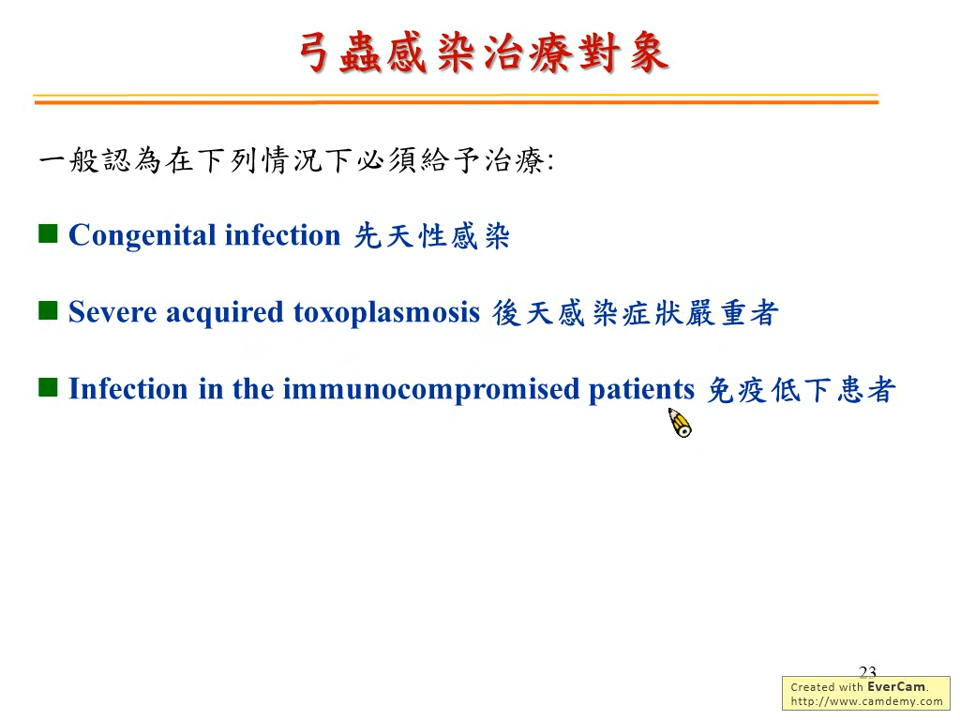 弓蟲感染治療對象
一般認為在下列情況下必須給予治療:
Congenital infection 先天性感染
Severe acquired toxoplasmosis 後天感染症狀嚴重者
Infection in the immunocompromised patients 免疫低下患者
23
Created with EverCam.
http://www.camdemy.com